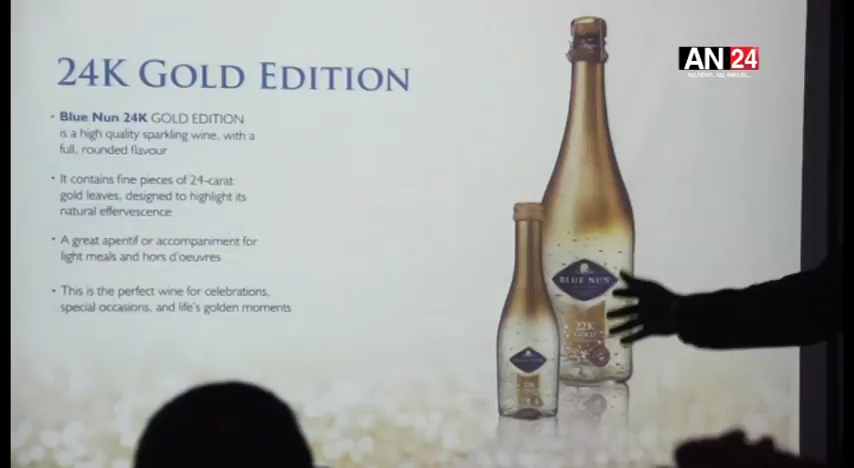 AN24
24K GOLD EDITION
• Blue Nun 24K GOLD EDITION
is a high quality sparkling wine, with a
full, rounded flavour
• It contains fine pieces of 24-carat
gold leaves, designed to highlight its
natural effervescence
• A great aperitif or accompaniment for
light meals and hors d'oeuvres
• This is the perfect wine for celebrations,
special occasions, and life's golden moments
BLUE NUN
22K
GOLD